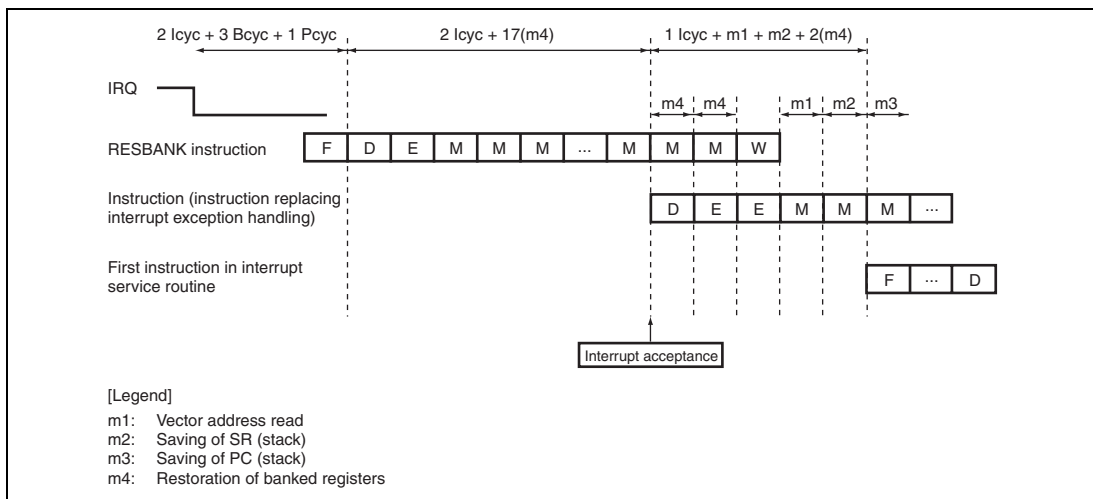 2 Icyc + 3 Bcyc + 1 Pcyc 2 Icyc + 17(m4) 1 Icyc + m1 + m2 + 2(m4)
IRQ
m4 m4 m1 m2 m3
RESBANK instruction F D E M M M ... M M M W
Instruction (instruction replacing
interrupt exception handling) D E E M M M ...
First instruction in interrupt
service routine F ... D
Interrupt acceptance
[Legend]
m1: Vector address read
m2: Saving of SR (stack)
m3: Saving of PC (stack)
m4: Restoration of banked registers